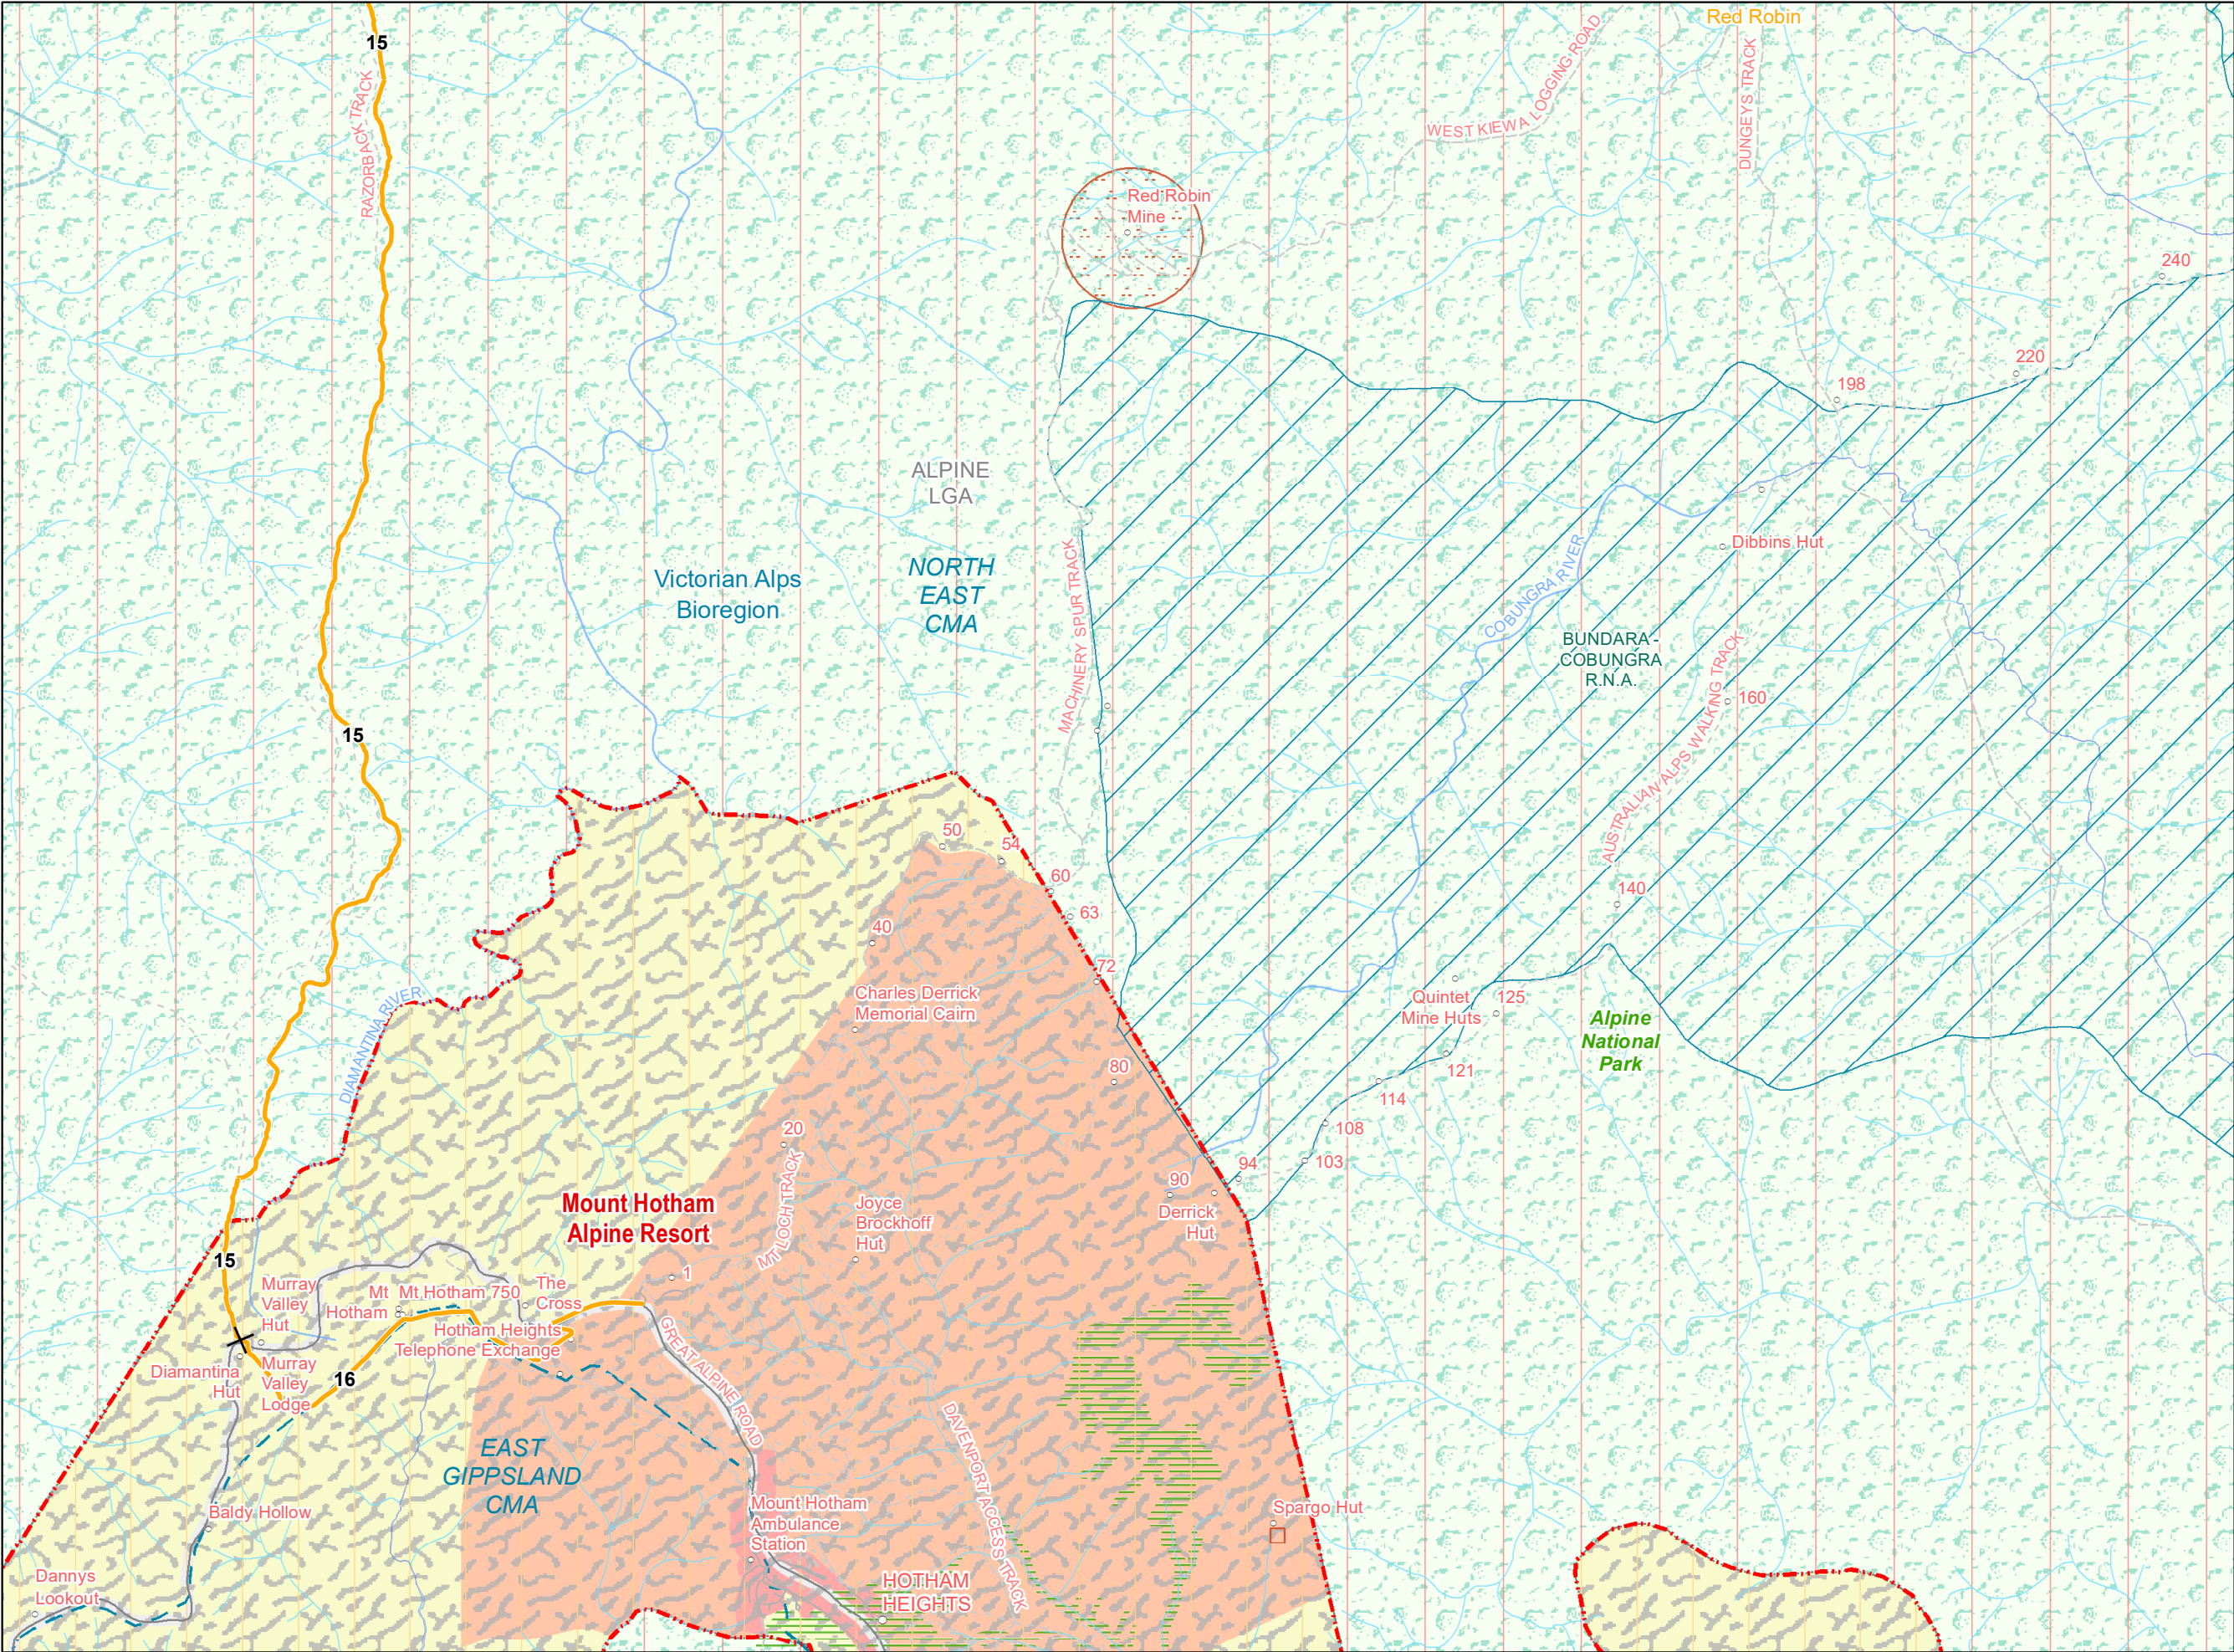 Red Robin
15
RAZORBACK TRACK
WEST KIEWA LOGGING ROAD
DUNGEYS TRACK
Red Robin
Mine
240
220
198
ALPINE
LGA
NORTH
EAST
CMA
Victorian Alps
Bioregion
MACHINERY SPUR TRACK
COBUNGRA RIVER
Dibbins Hut
BUNDARA -
COBUNGRA
R.N.A.
AUSTRALIAN ALPS WALKING TRACK
160
15
50
54
60
63
72
40
140
Charles Derrick
Memorial Cairn
Quintet
Mine Huts
125
Alpine
National
Park
DIAMANTINA RIVER
80
121
114
108
103
94
90
Derrick
Hut
20
MT LOCH TRACK
Mount Hotham
Alpine Resort
Joyce
Brockhoff
Hut
15
1
Murray
Valley
Hut
Mt
Hotham
Mt Hotham 750
The
Cross
Hotham Heights
Telephone Exchange
Diamantina
Hut
Murray
Valley
Lodge
16
GREAT ALPINE ROAD
DAVENPORT ACCESS TRACK
EAST
GIPPSLAND
CMA
Baldy Hollow
Mount Hotham
Ambulance
Station
Spargo Hut
Dannys
Lookout
HOTHAM
HEIGHTS